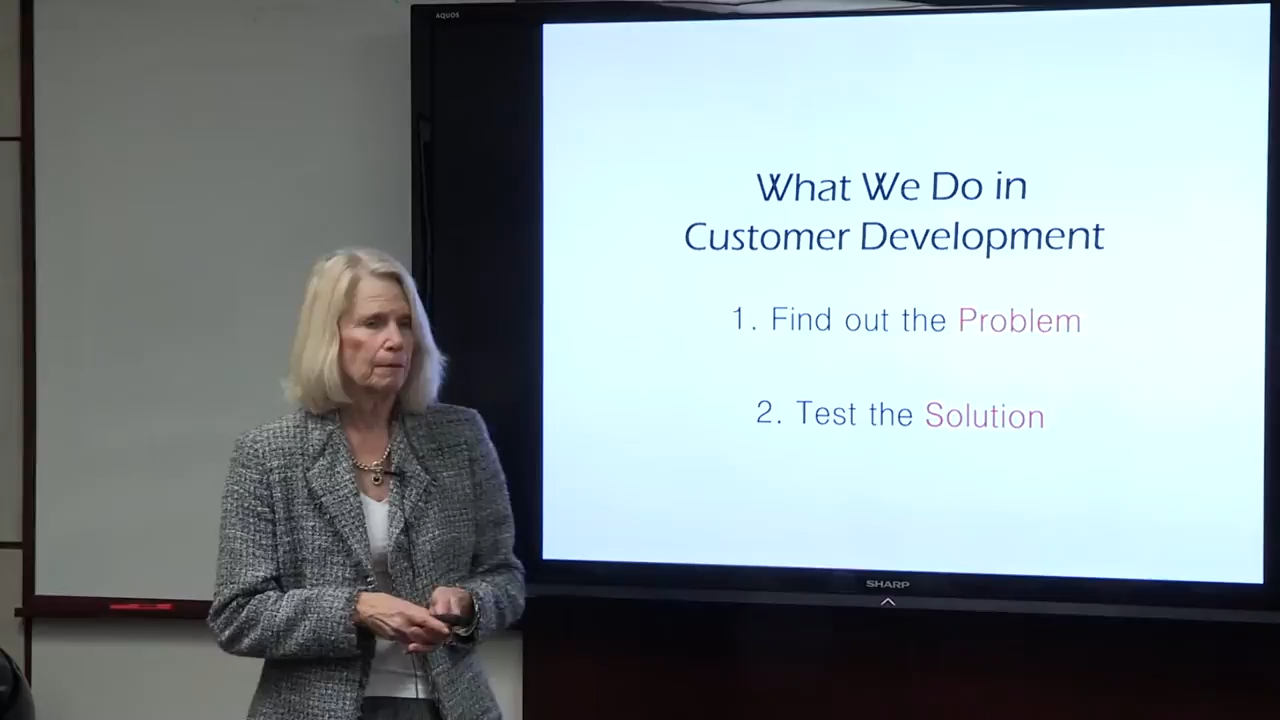 AQUOS
What We Do in
Customer Development
1. Find out the Problem
2. Test the Solution
SHARP